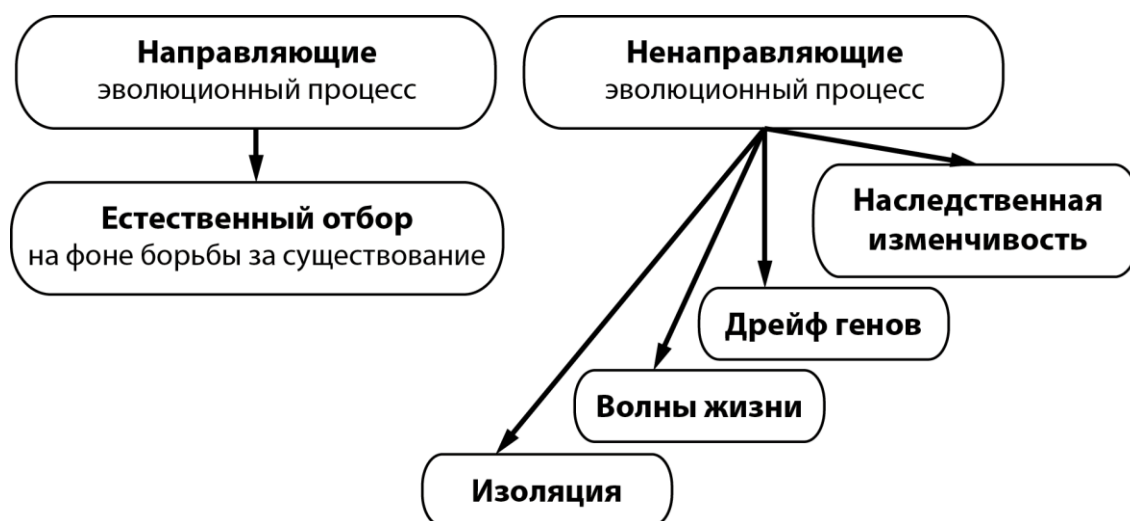 Направляющие
эволюционный процесс
Ненаправляющие
эволюционный процесс
Естественный отбор
на фоне борьбы за существование
Наследственная
изменчивость
Дрейф генов
Волны жизни
Изоляция